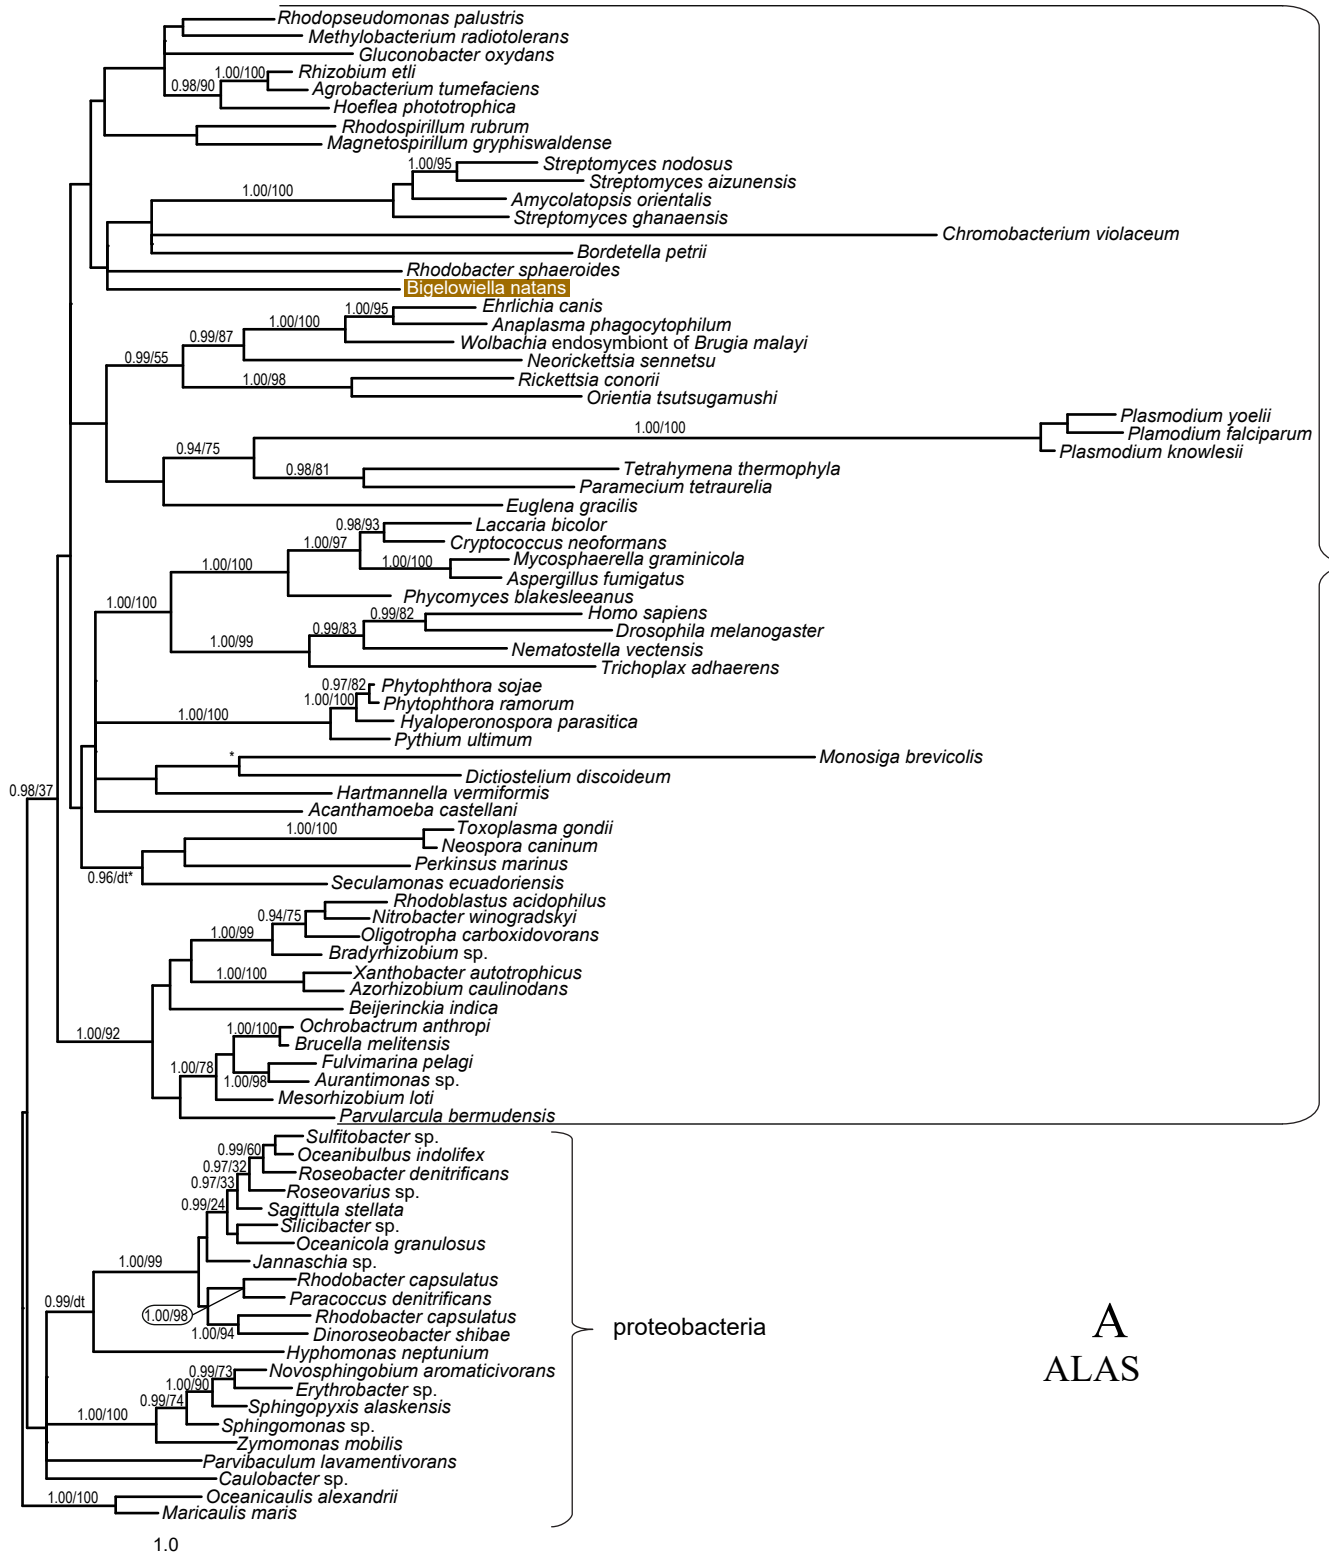 Rhodopseudomonas palustris
Methylobacterium radiotolerans
Gluconobacter oxydans
1.00/100 Rhizobium etli
0.98/90 Agrobacterium tumefaciens
Hoeflea phototrophica
Rhodospirillum rubrum
Magnetospirillum gryphiswaldense
1.00/95 Streptomyces nodosus
Streptomyces aizunensis
1.00/100 Amycolatopsis orientalis
Streptomyces ghanaensis
Chromobacterium violaceum
Bordetella petrii
Rhodobacter sphaeroides
Bigelowiella natans
1.00/95 Ehrlichia canis
1.00/100 Anaplasma phagocytophilum
0.99/87 Wolbachia endosymbiont of Brugia malayi
0.99/55 Neorickettsia sennetsu
1.00/98 Rickettsia conorii
Orientia tsutsugamushi
Plasmodium yoelii
1.00/100 Plamodium falciparum
Plasmodium knowlesii
0.94/75
0.98/81 Tetrahymena thermophyla
Paramecium tetraurelia
Euglena gracilis
0.98/93 Laccaria bicolor
1.00/97 Cryptococcus neoformans
1.00/100 Mycosphaerella graminicola
1.00/100 Aspergillus fumigatus
1.00/100 Phycomyces blakesleeanus
0.99/82 Homo sapiens
0.99/83 Drosophila melanogaster
1.00/99 Nematostella vectensis
Trichoplax adhaerens
0.97/82 Phytophthora sojae
1.00/100 Phytophthora ramorum
1.00/100 Hyaloperonospora parasitica
Pythium ultimum
* Monosiga brevicolis
Dictiostelium discoideum
0.98/37 Hartmannella vermiformis
Acanthamoeba castellani
1.00/100 Toxoplasma gondii
Neospora caninum
Perkinsus marinus
0.96/dt* Seculamonas ecuadoriensis
Rhodoblastus acidophilus
0.94/75 Nitrobacter winogradskyi
1.00/99 Oligotropha carboxidovorans
Bradyrhizobium sp.
1.00/100 Xanthobacter autotrophicus
Azorhizobium caulinodans
Beijerinckia indica
1.00/92 1.00/100 Ochrobactrum anthropi
Brucella melitensis
1.00/78 Fulvimarina pelagi
1.00/98 Aurantimonas sp.
Mesorhizobium loti
Parvularcula bermudensis
Sulfitobacter sp.
0.99/60 Oceanibulbus indolifex
0.97/32 Roseobacter denitrificans
0.97/33 Roseovarius sp.
0.99/24 Sagittula stellata
Silicibacter sp.
Oceanicola granulosus
1.00/99 Jannaschia sp.
Rhodobacter capsulatus
0.99/dt Paracoccus denitrificans
1.00/98 Rhodobacter capsulatus
1.00/94 Dinoroseobacter shibae
proteobacteria
Hyphomonas neptunium
0.99/73 Novosphingobium aromaticivorans
1.00/90 Erythrobacter sp.
0.99/74 Sphingopyxis alaskensis
1.00/100 Sphingomonas sp.
Zymomonas mobilis
Parvibaculum lavamentivorans
Caulobacter sp.
1.00/100 Oceanicaulis alexandrii
Maricaulis maris
1.0
A
ALAS